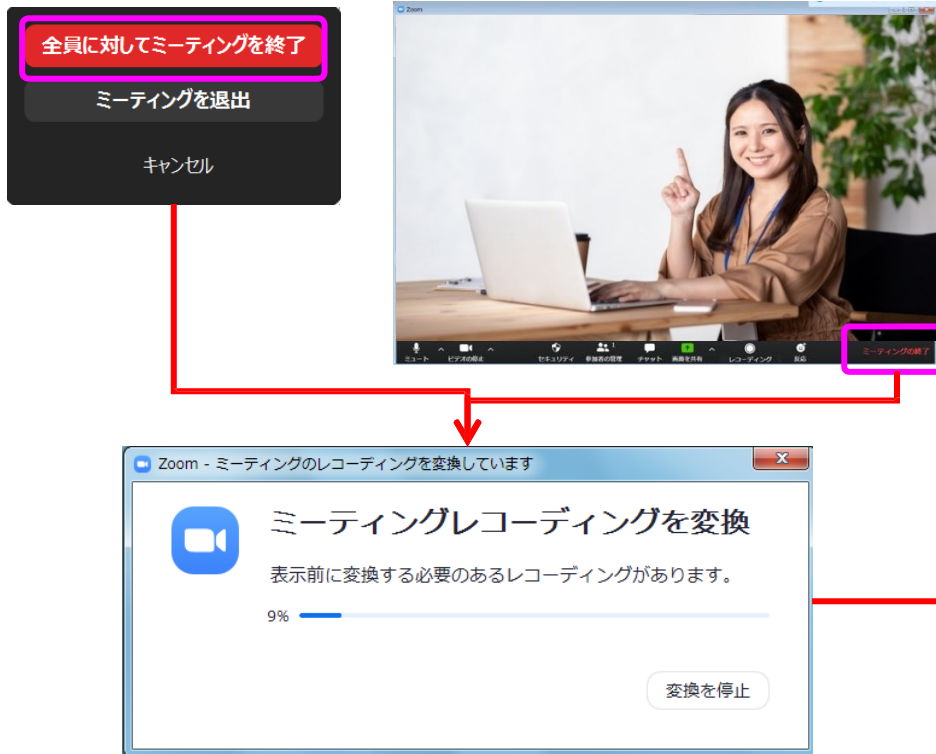 全員に対してミーティングを終了
ミーティングを退出
キャンセル
Zoom
ミュート ビデオの停止 セキュリティ 参加者の管理 1 チャット 画面を共有 レコーディング 反応 ミーティングの終了
Zoom - ミーティングのレコーディングを変換しています
ミーティングレコーディングを変換
表示前に変換する必要のあるレコーディングがあります。
9%
変換を停止